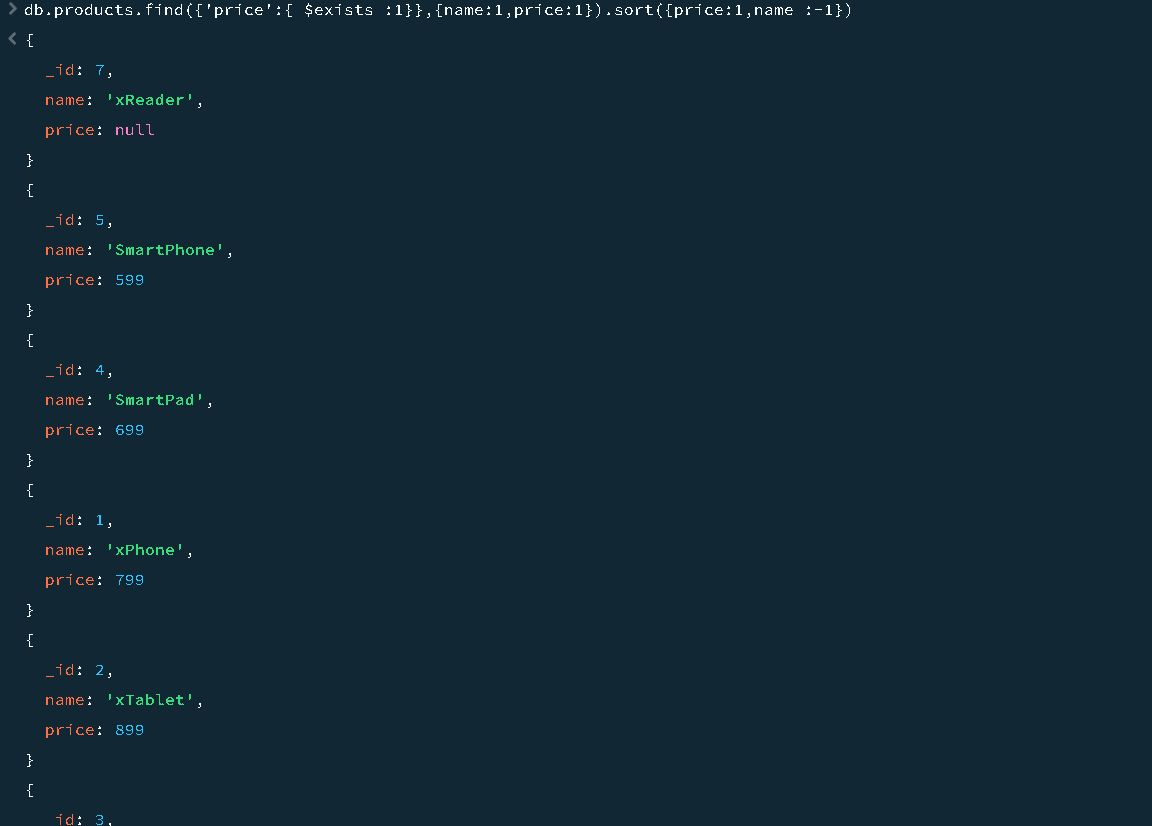 > db.products.find({'price':{ $exists :1}},{name:1,price:1}).sort({price:1,name :-1})
< {
_id: 7,
name: 'xReader',
price: null
}
{
_id: 5,
name: 'SmartPhone',
price: 599
}
{
_id: 4,
name: 'SmartPad',
price: 699
}
{
_id: 1,
name: 'xPhone',
price: 799
}
{
_id: 2,
name: 'xTablet',
price: 899
}
{
_id: 3,